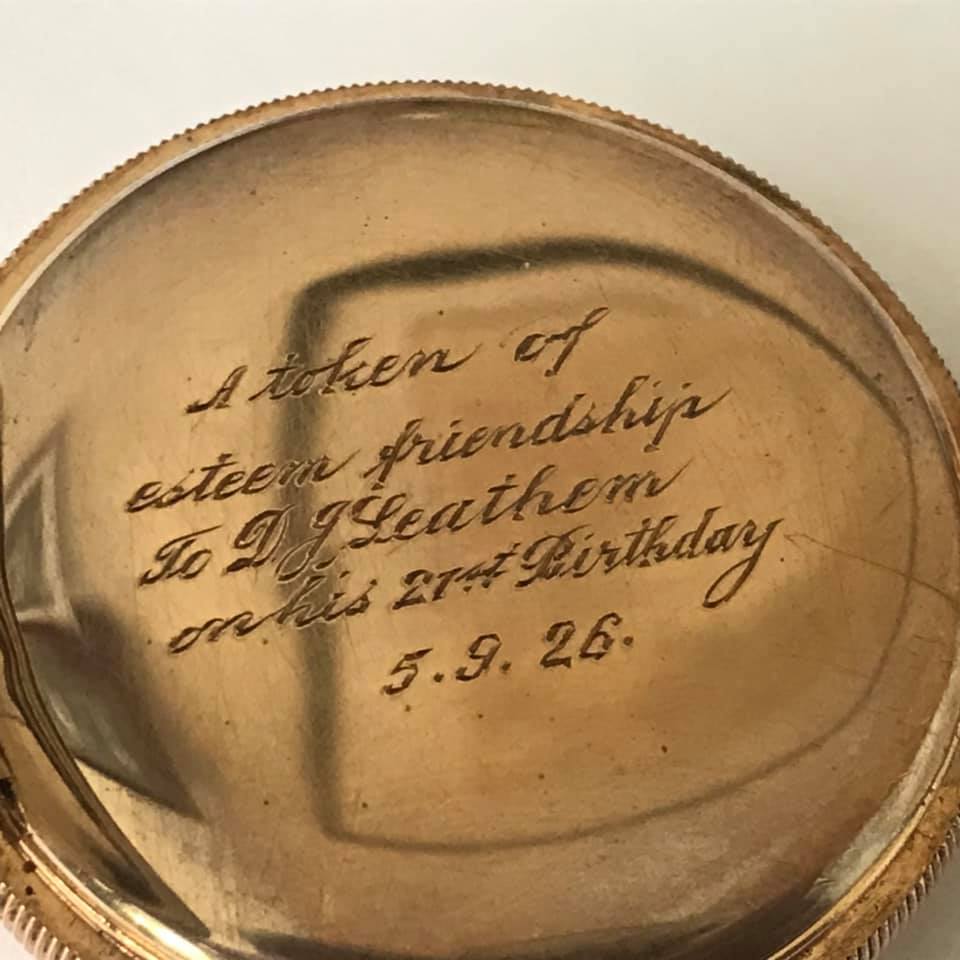 A token of
esteem friendship
To D J Leathem
on his 21st Birthday
5.9.26.